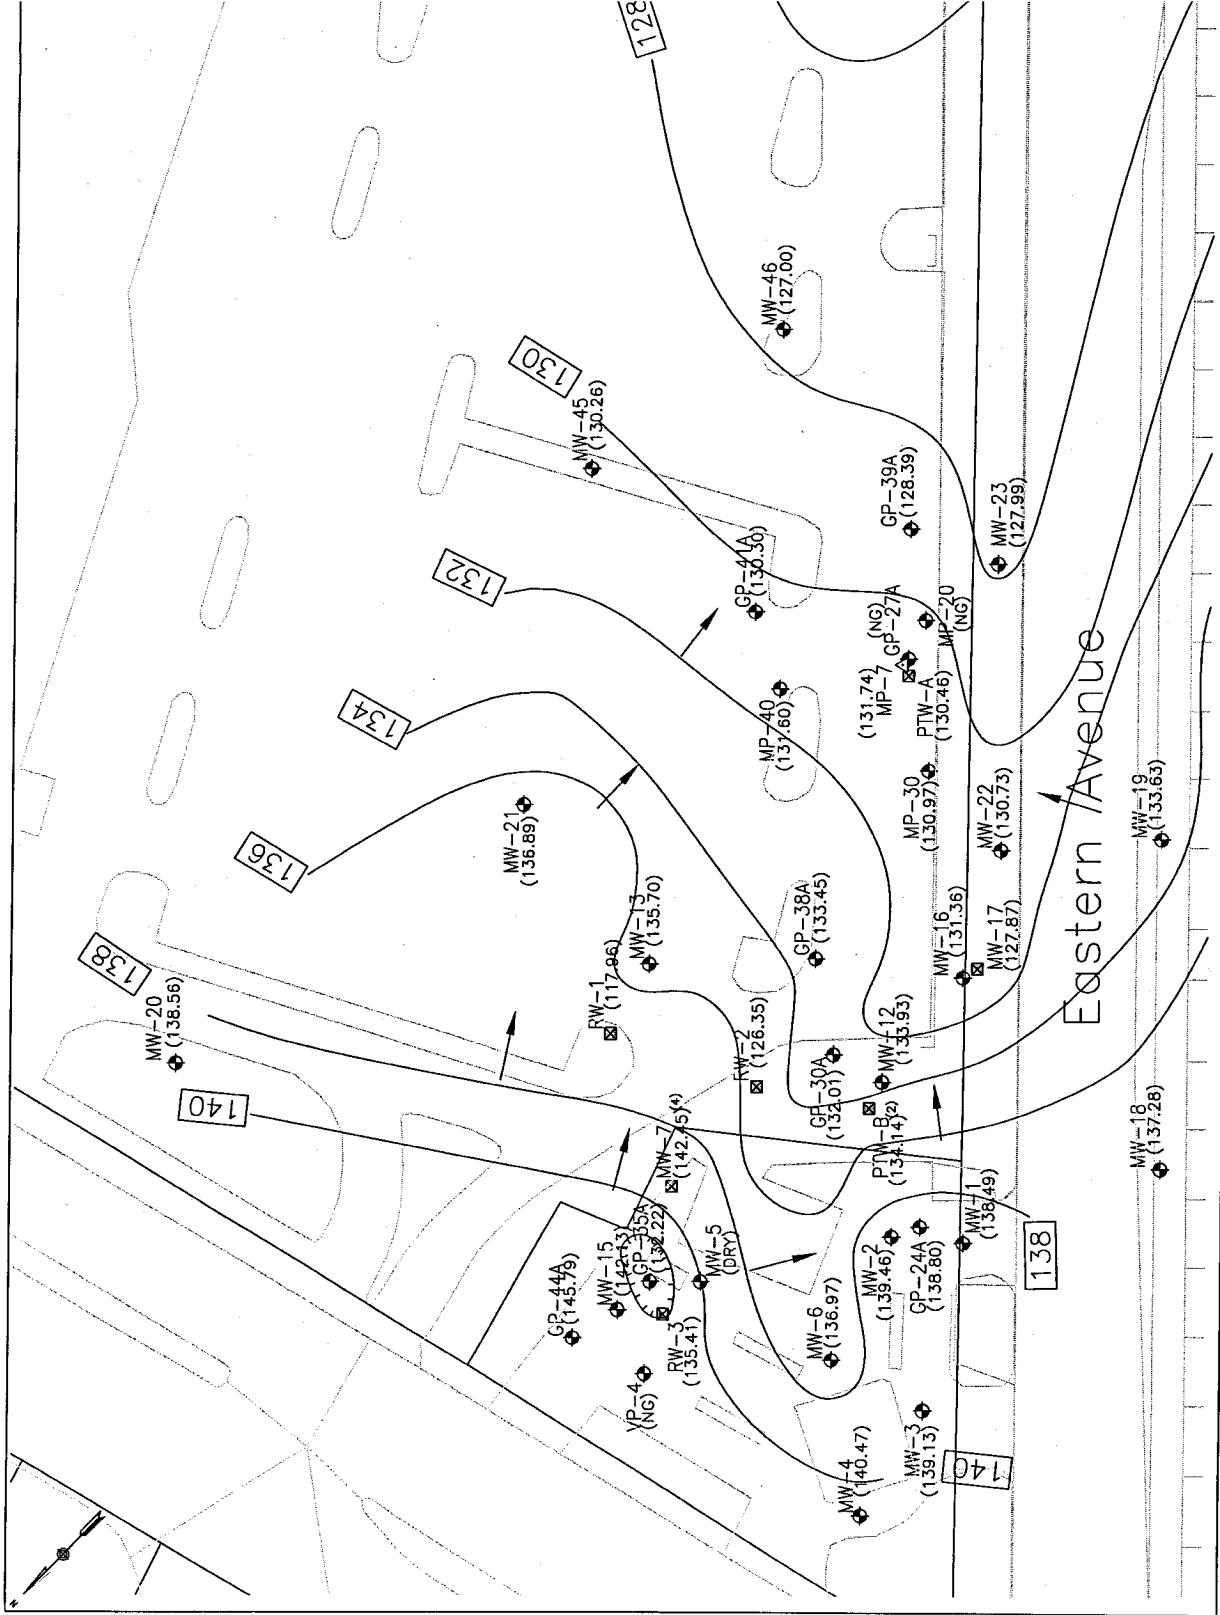 128
MW-46
(127.00)
130
MW-45
(130.26)
GP-39A
(128.39)
MW-23
(127.99)
132
GP-41A
(130.30)
(NG)
GP-27A
MP-20
(NG)
(131.74)
MP-7
PTW-A
(130.46)
134
MP-40
(131.60)
MP-30
(130.97)
MW-22
(130.73)
MW-19
(133.63)
Eastern Avenue
136
MW-21
(136.89)
MW-13
(135.70)
GP-38A
(133.45)
MW-16
(131.36)
MW-17
(127.87)
138
MW-20
(138.56)
RW-1
(117.96)
RW-2
(126.35)
GP-30A
(132.01)
MW-12
(133.93)
PTW-B
(134.14)(2)
MW-18
(137.28)
140
MW-7
(142.45)(4)
GP-35A
(132.22)
MW-15
GP-44A
(145.79)
MW-5
(DRY)
RW-3
(135.41)
VP-4
(NG)
MW-6
(136.97)
MW-2
(139.46)
GP-24A
(138.80)
MW-1
(138.49)
138
MW-4
(140.47)
MW-3
(139.13)
140
N